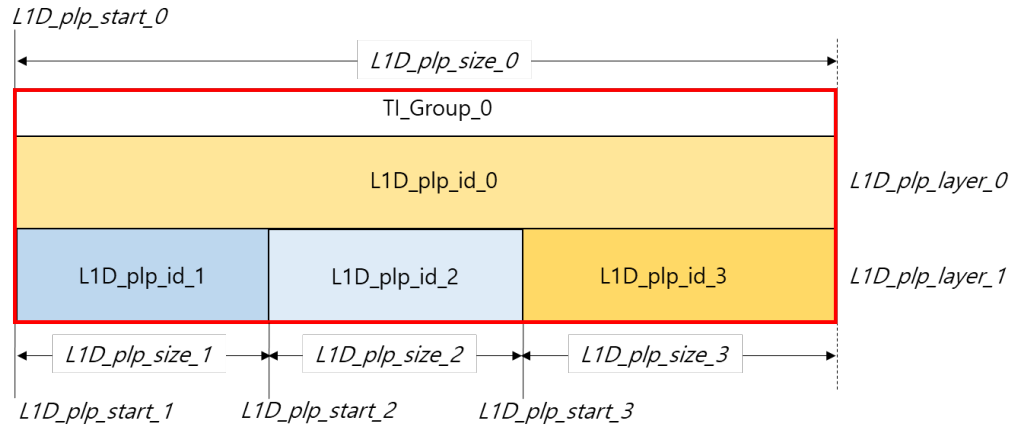 L1D_plp_start_0
L1D_plp_size_0
TI_Group_0
L1D_plp_id_0
L1D_plp_layer_0
L1D_plp_id_1
L1D_plp_id_2
L1D_plp_id_3
L1D_plp_layer_1
L1D_plp_size_1
L1D_plp_size_2
L1D_plp_size_3
L1D_plp_start_1
L1D_plp_start_2
L1D_plp_start_3